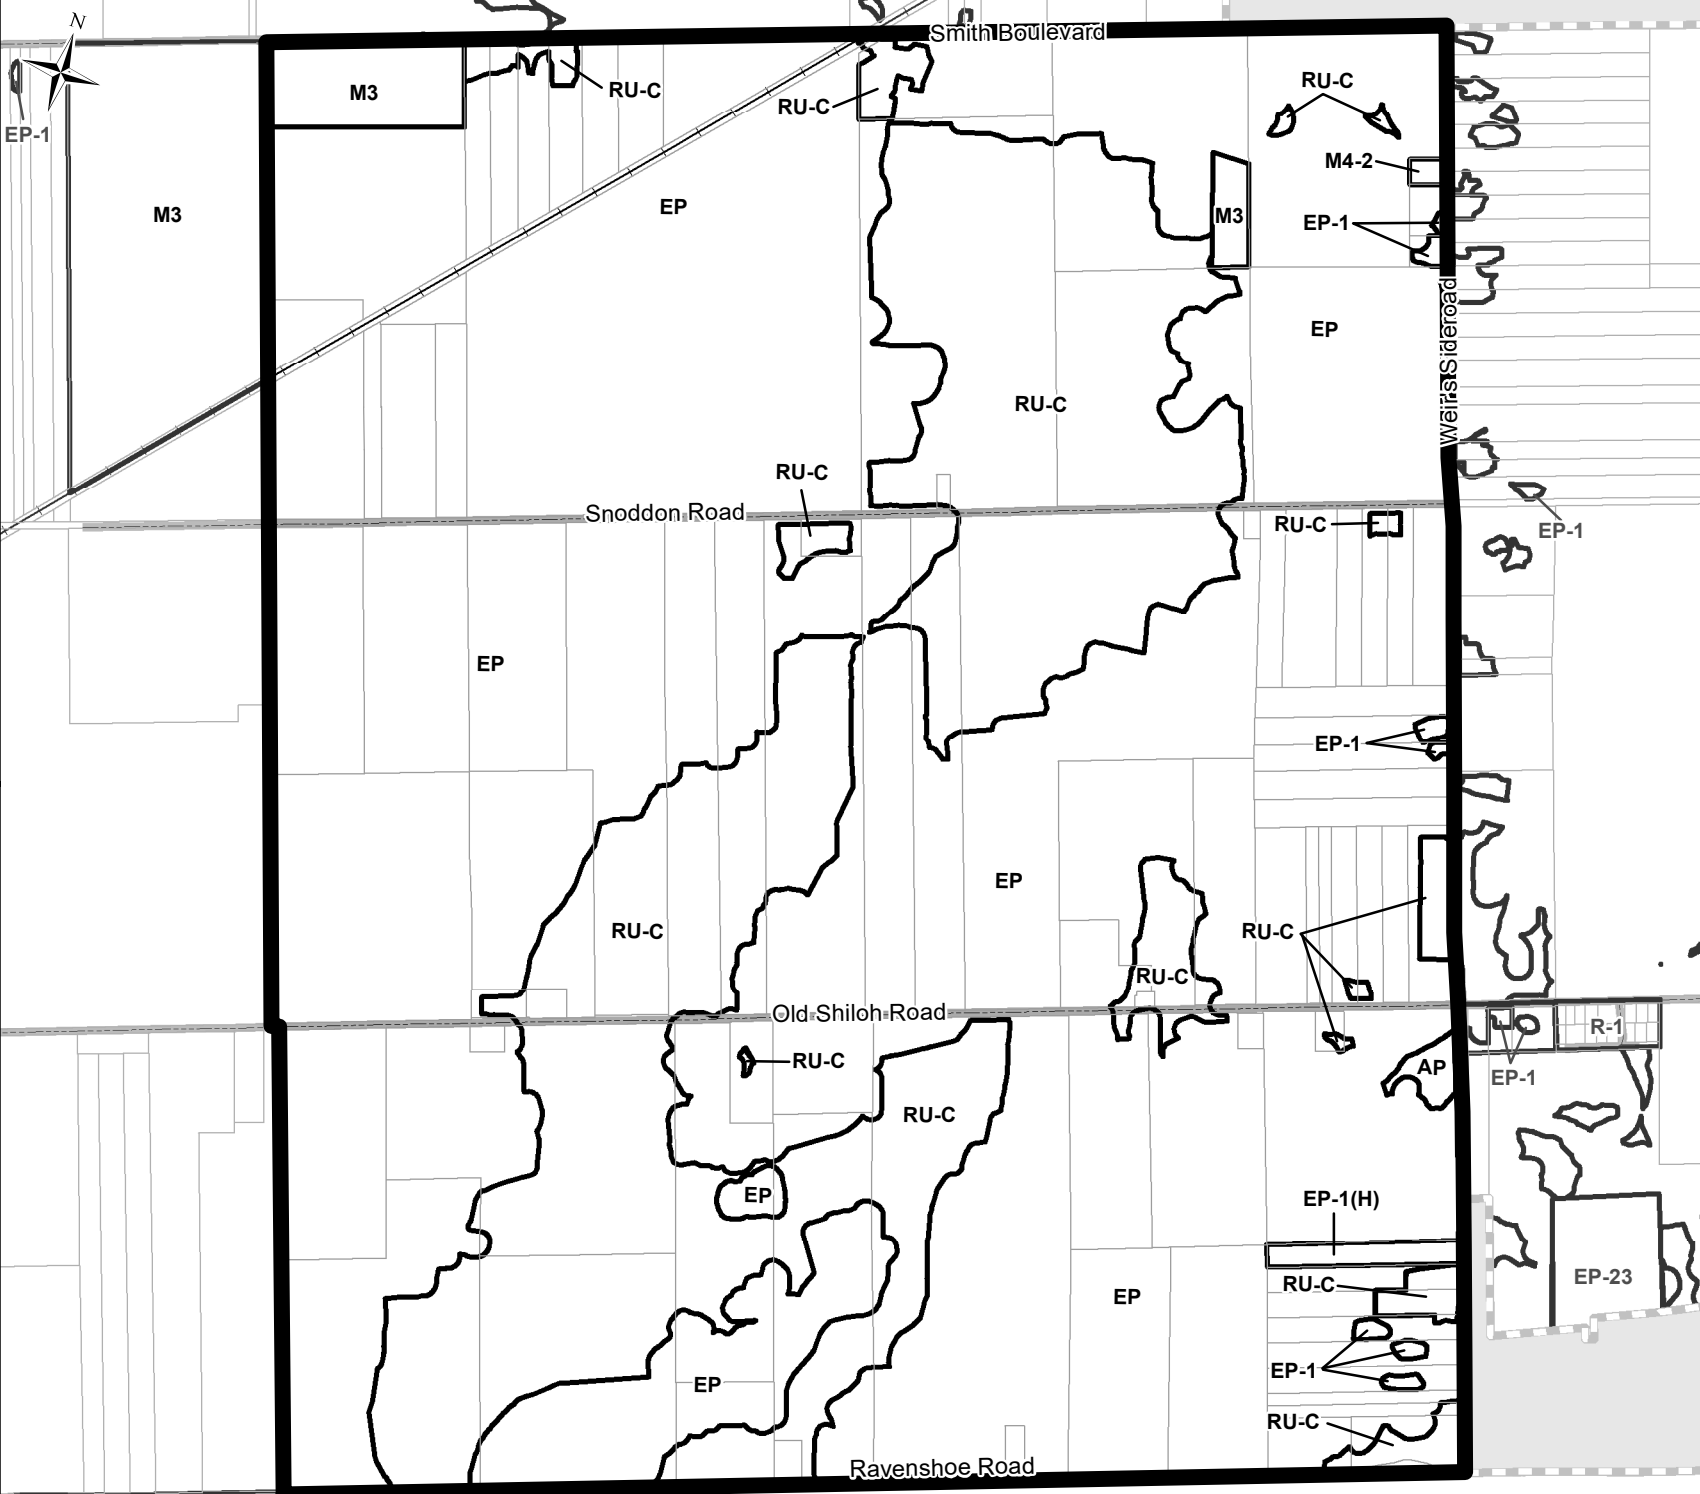 N
Smith Boulevard
M3
RU-C
RU-C
RU-C
EP-1
M4-2
M3
EP
M3
EP-1
EP
Weir's Sideroad
RU-C
RU-C
Snoddon Road
RU-C
EP-1
EP
EP-1
EP
RU-C
RU-C
RU-C
Old Shiloh Road
R-1
RU-C
AP
EP-1
RU-C
EP
EP-1(H)
EP-23
RU-C
EP
EP-1
EP
RU-C
Ravenshoe Road